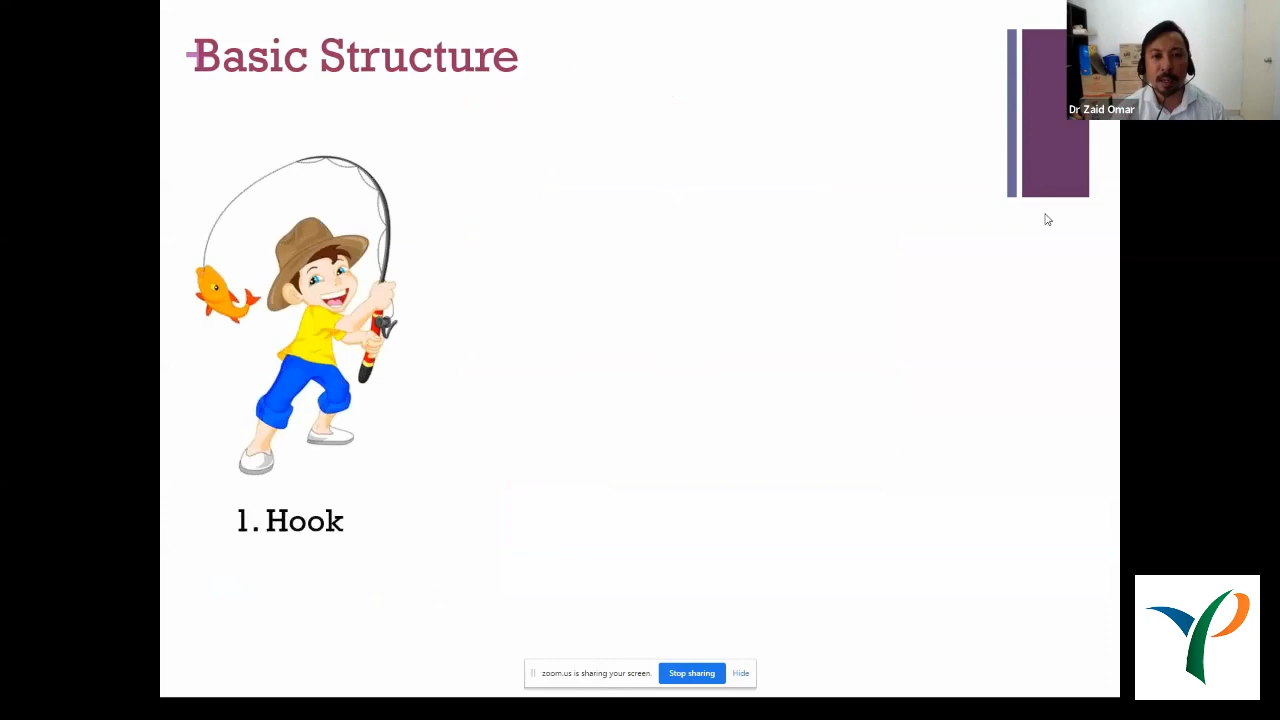 Basic Structure
Dr Zaid Omar
1. Hook
zoom.us is sharing your screen.
Stop sharing
Hide